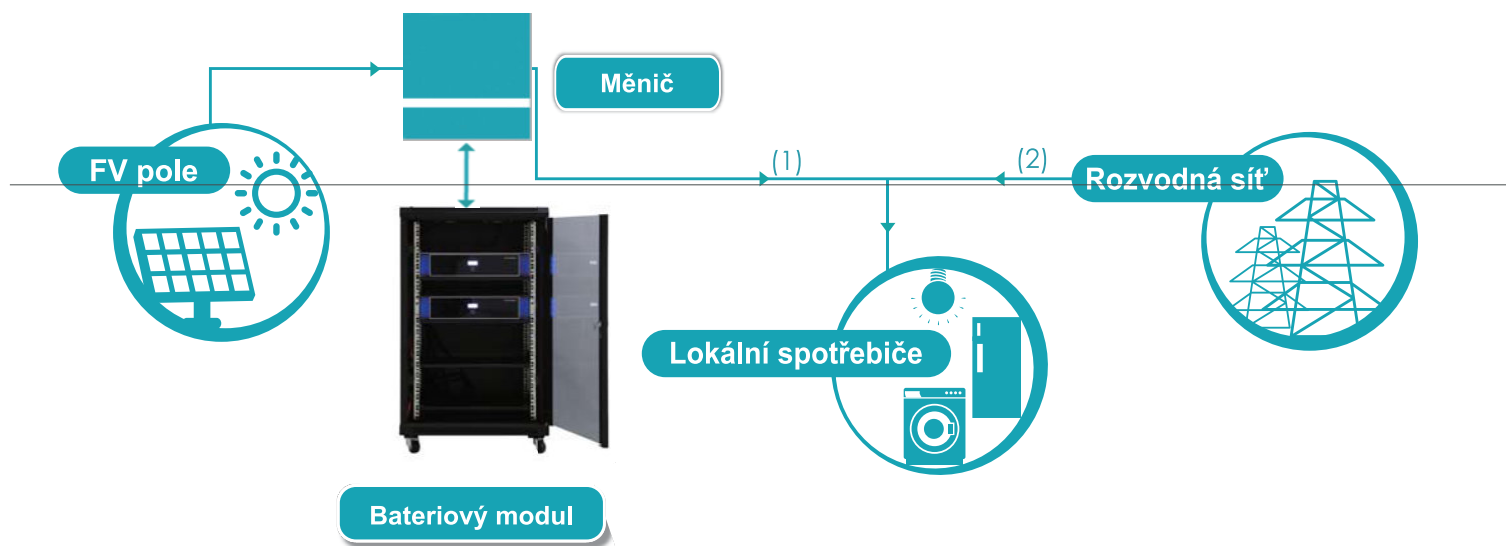 Měnič
FV pole
(1)
(2)
Rozvodná síť
Lokální spotřebiče
Bateriový modul